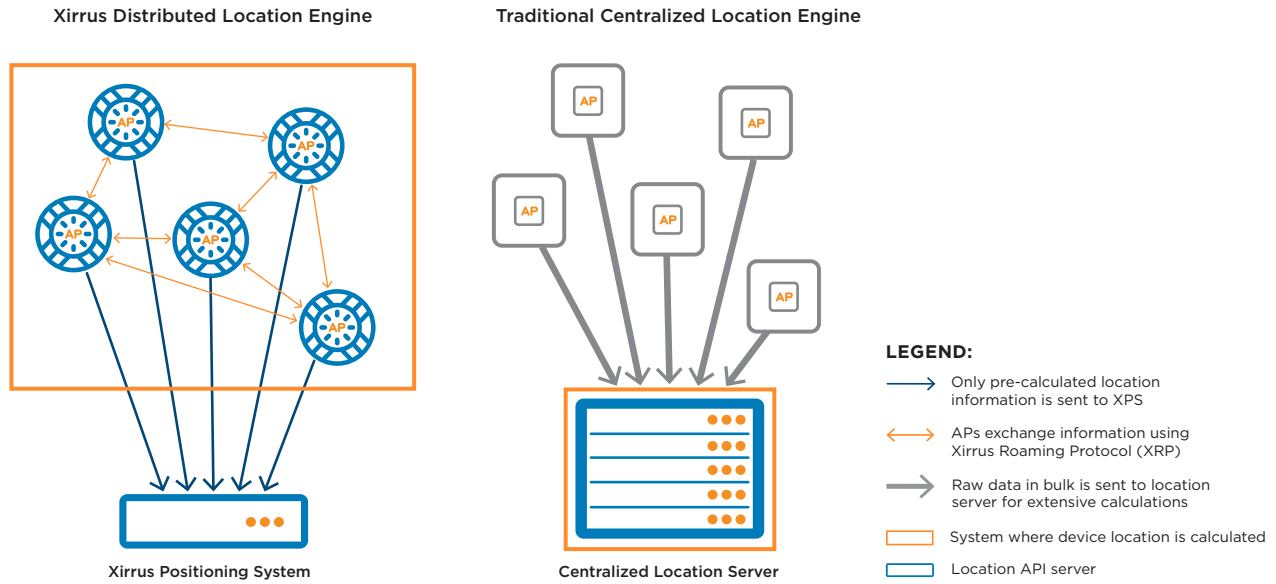 Xirrus Distributed Location Engine
Traditional Centralized Location Engine
AP
AP
AP
AP
AP
AP
AP
AP
AP
AP
Xirrus Positioning System
Centralized Location Server
LEGEND:
Only pre-calculated location
information is sent to XPS
APs exchange information using
Xirrus Roaming Protocol (XRP)
Raw data in bulk is sent to location
server for extensive calculations
System where device location is calculated
Location API server